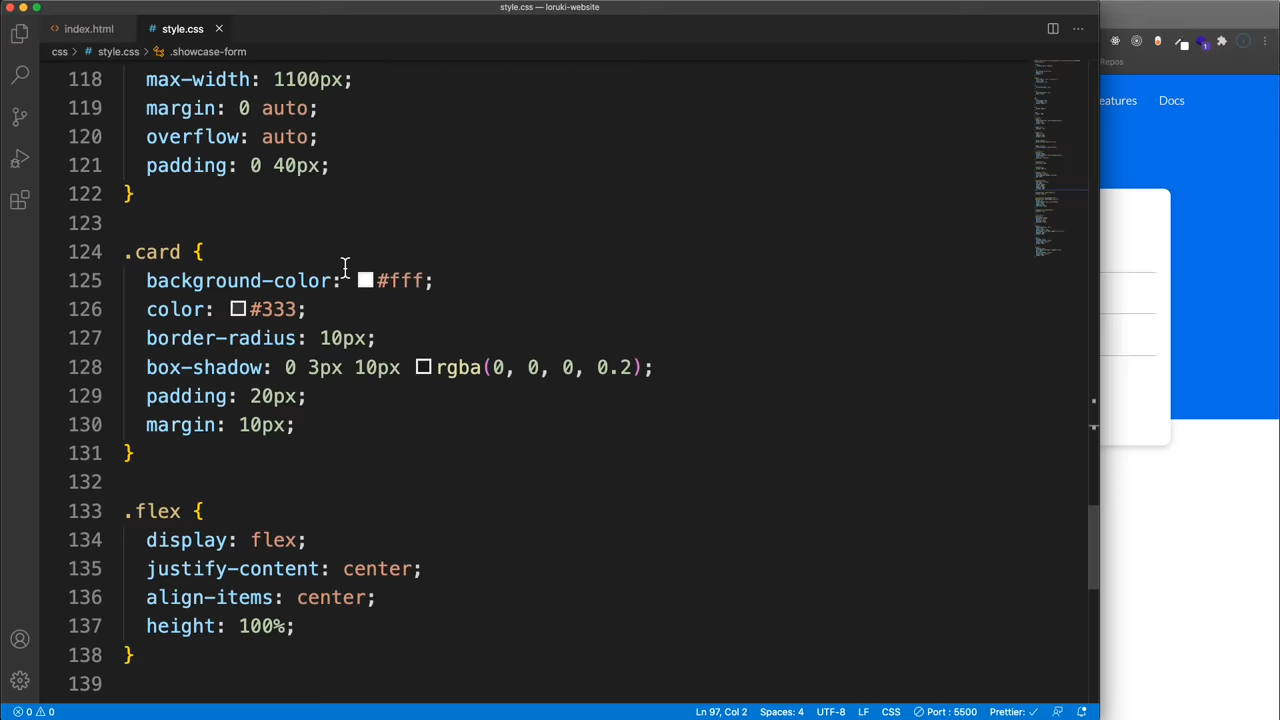 style.css — loruki-website
index.html
style.css
css > style.css > .showcase-form
118 max-width: 1100px;
119 margin: 0 auto;
120 overflow: auto;
121 padding: 0 40px;
122 }
123
124 .card {
125 background-color: #fff;
126 color: #333;
127 border-radius: 10px;
128 box-shadow: 0 3px 10px rgba(0, 0, 0, 0.2);
129 padding: 20px;
130 margin: 10px;
131 }
132
133 .flex {
134 display: flex;
135 justify-content: center;
136 align-items: center;
137 height: 100%;
138 }
139
Repos
eatures Docs
0 0 Ln 97, Col 2 Spaces: 4 UTF-8 LF CSS Port : 5500 Prettier: ✓